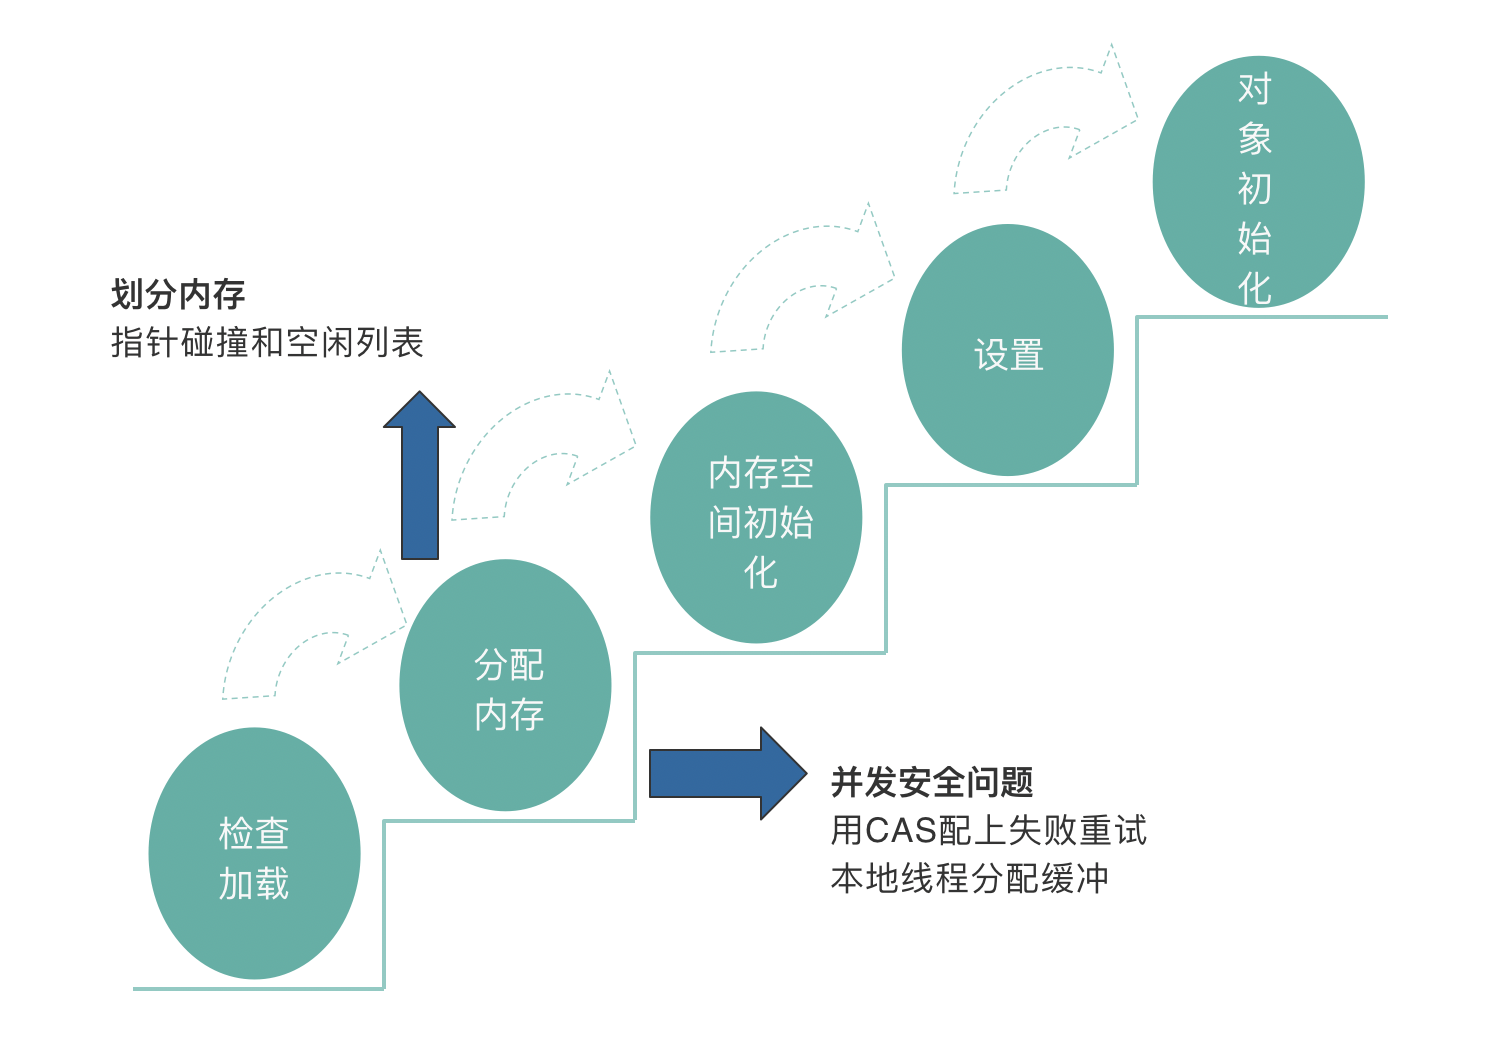 对
象
初
始
化
划分内存
指针碰撞和空闲列表
设置
内存空
间初始
化
分配
内存
并发安全问题
用CAS配上失败重试
本地线程分配缓冲
检查
加载